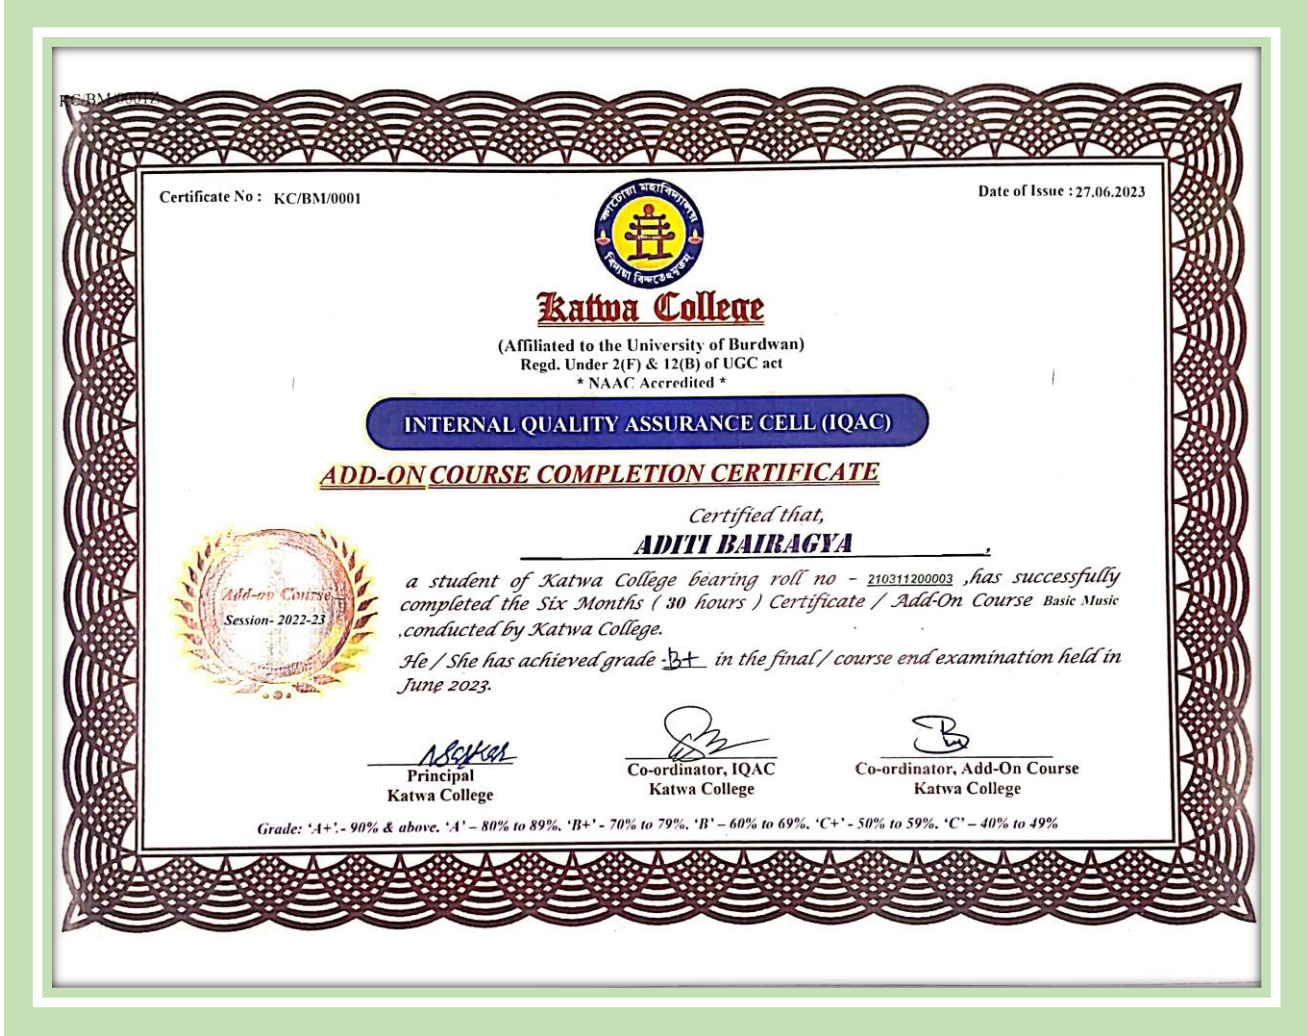 Certificate No : KC/BM/0001
Date of Issue : 27.06.2023
কাটোয়া মহাবিদ্যালয়
বিদ্যয়া বিন্দতেঽমৃতম্
Katwa College
(Affiliated to the University of Burdwan)
Regd. Under 2(F) & 12(B) of UGC act
* NAAC Accredited *
INTERNAL QUALITY ASSURANCE CELL (IQAC)
ADD-ON COURSE COMPLETION CERTIFICATE
Certified that,
ADITI BAIRAGYA ,
Add-on Course
Session- 2022-23
a student of Katwa College bearing roll no – 210311200003 ,has successfully
completed the Six Months ( 30 hours ) Certificate / Add-On Course Basic Music
,conducted by Katwa College.
He / She has achieved grade -B+ in the final / course end examination held in
June 2023.
Principal
Katwa College
Co-ordinator, IQAC
Katwa College
Co-ordinator, Add-On Course
Katwa College
Grade: ‘A+’.- 90% & above. ‘A’ – 80% to 89%. ‘B+’ - 70% to 79%. ‘B’ – 60% to 69%. ‘C+’ - 50% to 59%. ‘C’ – 40% to 49%